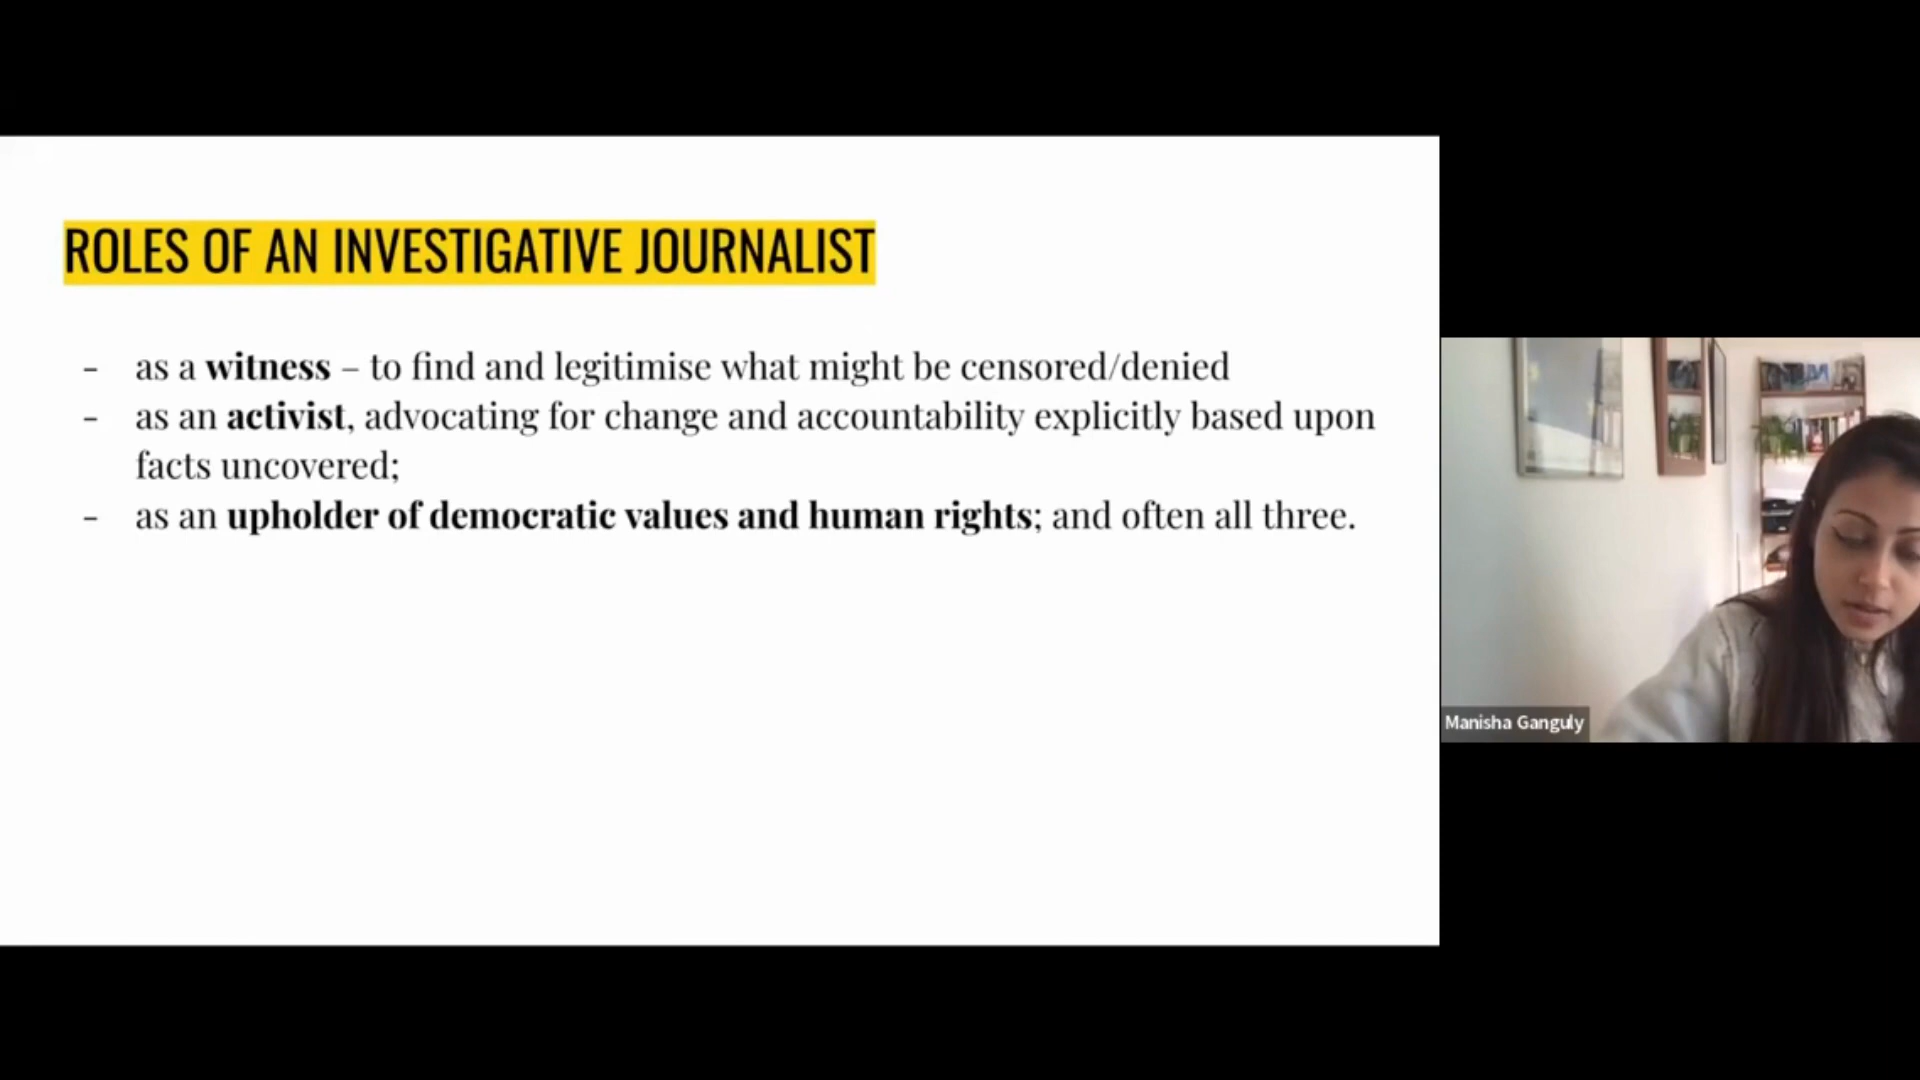 ROLES OF AN INVESTIGATIVE JOURNALIST
- as a witness – to find and legitimise what might be censored/denied
- as an activist, advocating for change and accountability explicitly based upon
facts uncovered;
- as an upholder of democratic values and human rights; and often all three.
Manisha Ganguly